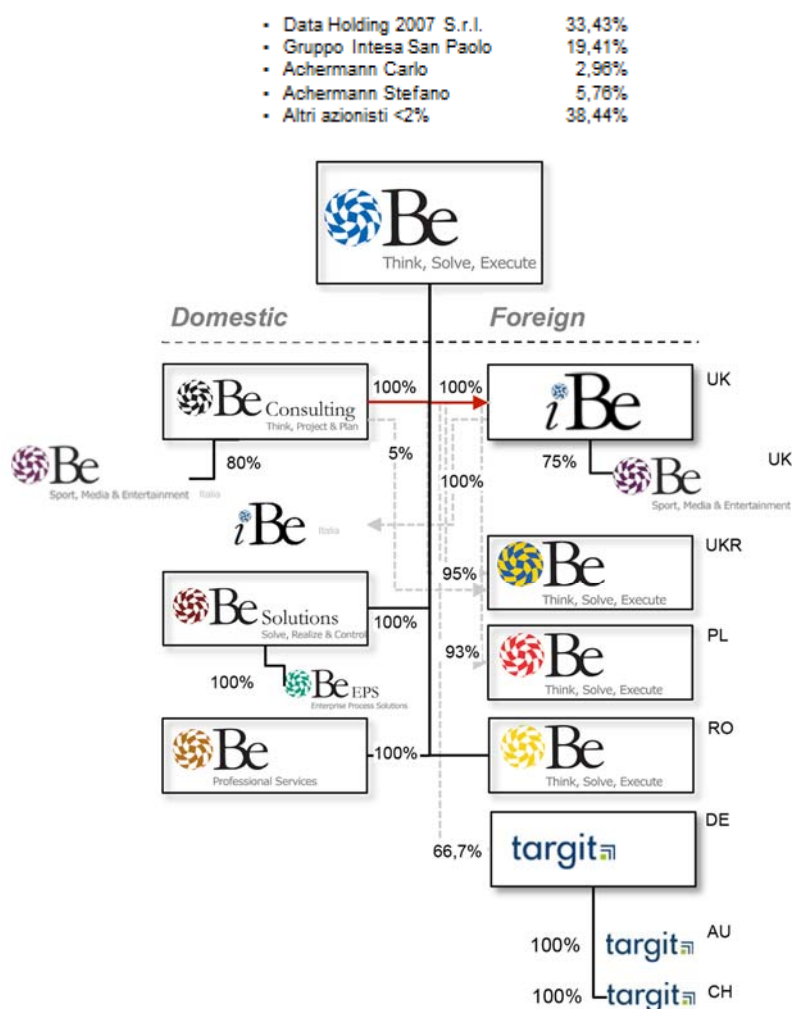 ▪ Data Holding 2007 S.r.l. 33,43%
▪ Gruppo Intesa San Paolo 19,41%
▪ Achermann Carlo 2,96%
▪ Achermann Stefano 5,76%
▪ Altri azionisti <2% 38,44%
Be
Think, Solve, Execute
Domestic
Foreign
Be Consulting
Think, Project & Plan
100%
100%
iBe
UK
80%
5%
100%
75%
UK
Be
Sport, Media & Entertainment Italia
Be
Sport, Media & Entertainment
iBe Italia
95%
Be
Think, Solve, Execute
UKR
Be Solutions
Solve, Realize & Control
100%
93%
Be
Think, Solve, Execute
PL
100%
Be EPS
Enterprise Process Solutions
Be
Professional Services
100%
Be
Think, Solve, Execute
RO
66,7%
targit
DE
100%
targit
AU
100%
targit
CH